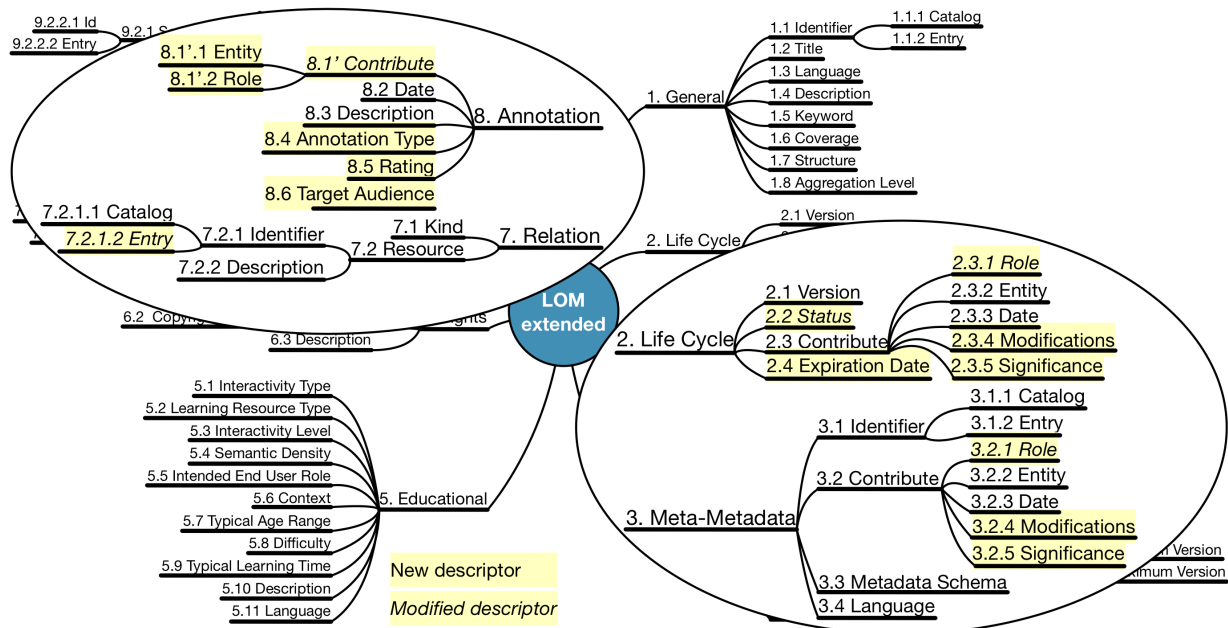 9.2.2.1 Id
9.2.2.2 Entry
9.2.1
8.1'.1 Entity
8.1'.2 Role
8.1' Contribute
8.2 Date
8.3 Description
8.4 Annotation Type
8.5 Rating
8.6 Target Audience
8. Annotation
7.2.1.1 Catalog
7.2.1.2 Entry
7.2.1 Identifier
7.2.2 Description
7.1 Kind
7.2 Resource
7. Relation
6.2
6.3 Description
LOM
extended
1. General
1.1 Identifier
1.1.1 Catalog
1.1.2 Entry
1.2 Title
1.3 Language
1.4 Description
1.5 Keyword
1.6 Coverage
1.7 Structure
1.8 Aggregation Level
2. Life Cycle
2.1 Version
2. Life Cycle
2.1 Version
2.2 Status
2.3 Contribute
2.4 Expiration Date
2.3.1 Role
2.3.2 Entity
2.3.3 Date
2.3.4 Modifications
2.3.5 Significance
3. Meta-Metadata
3.1 Identifier
3.1.1 Catalog
3.1.2 Entry
3.2 Contribute
3.2.1 Role
3.2.2 Entity
3.2.3 Date
3.2.4 Modifications
3.2.5 Significance
3.3 Metadata Schema
3.4 Language
Version
Version
5. Educational
5.1 Interactivity Type
5.2 Learning Resource Type
5.3 Interactivity Level
5.4 Semantic Density
5.5 Intended End User Role
5.6 Context
5.7 Typical Age Range
5.8 Difficulty
5.9 Typical Learning Time
5.10 Description
5.11 Language
New descriptor
Modified descriptor